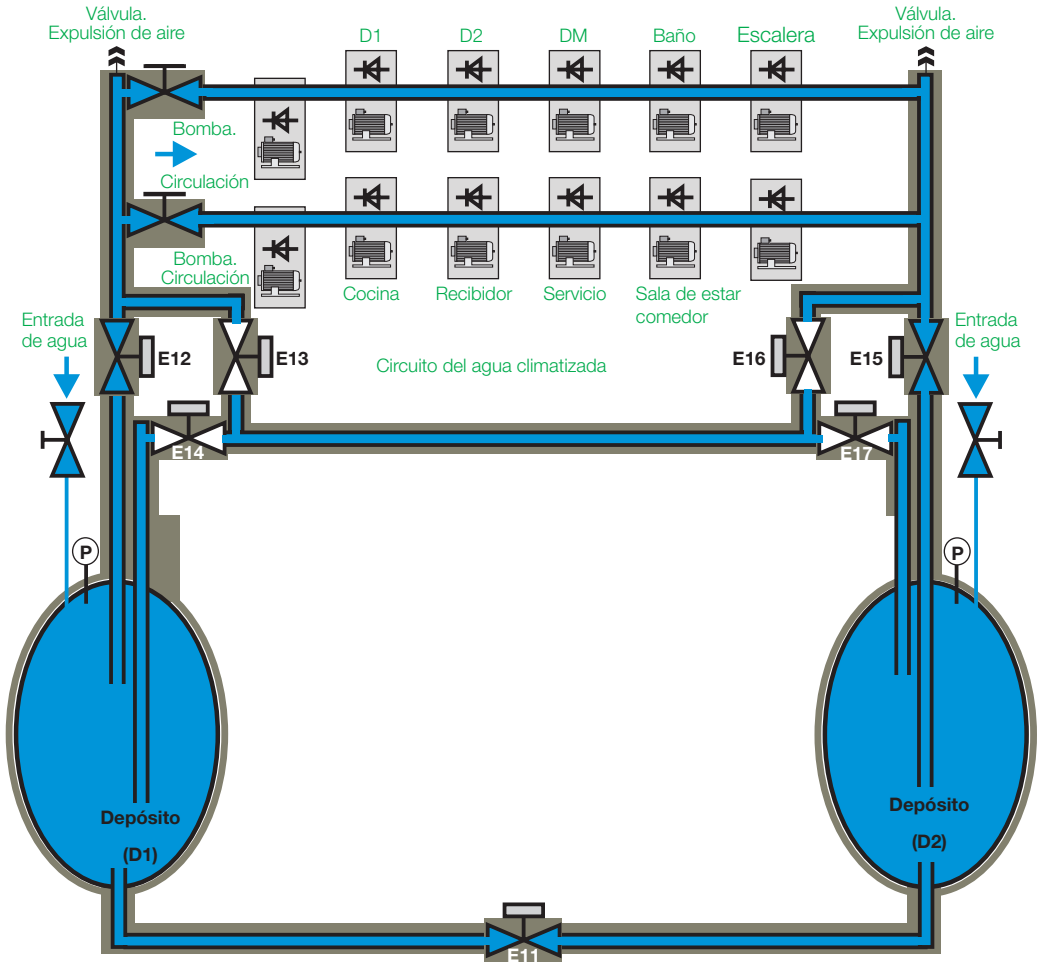 Válvula.
Expulsión de aire
D1
D2
DM
Baño
Escalera
Válvula.
Expulsión de aire
Bomba.
Circulación
Bomba.
Circulación
Cocina
Recibidor
Servicio
Sala de estar
comedor
Entrada
de agua
E12
E13
Circuito del agua climatizada
E16
E15
Entrada
de agua
E14
E17
P
P
Depósito
(D1)
Depósito
(D2)
E11